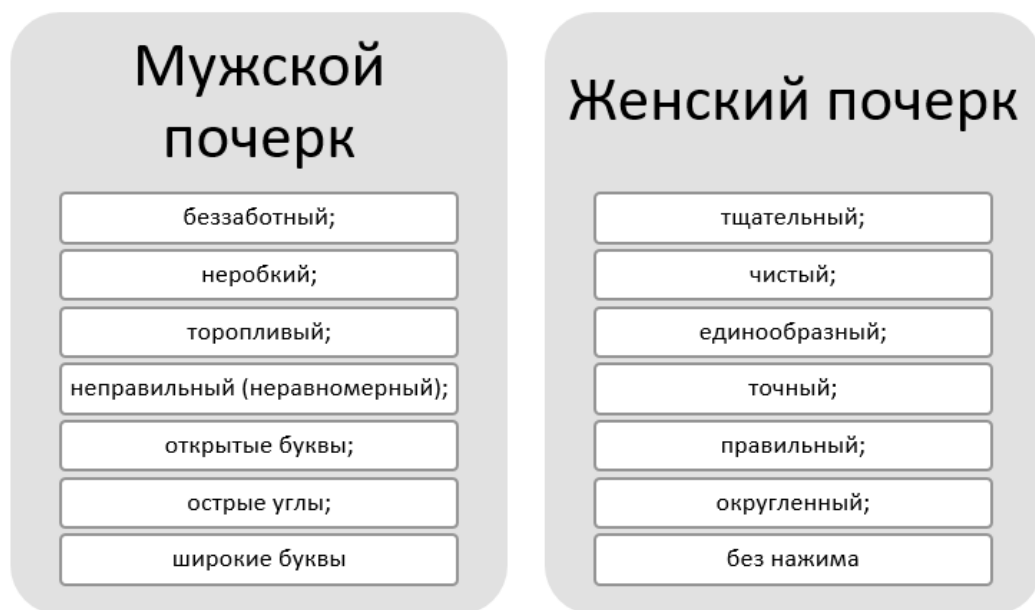 Мужской
почерк
беззаботный;
неробкий;
торопливый;
неправильный (неравномерный);
открытые буквы;
острые углы;
широкие буквы
Женский почерк
тщательный;
чистый;
единообразный;
точный;
правильный;
округленный;
без нажима